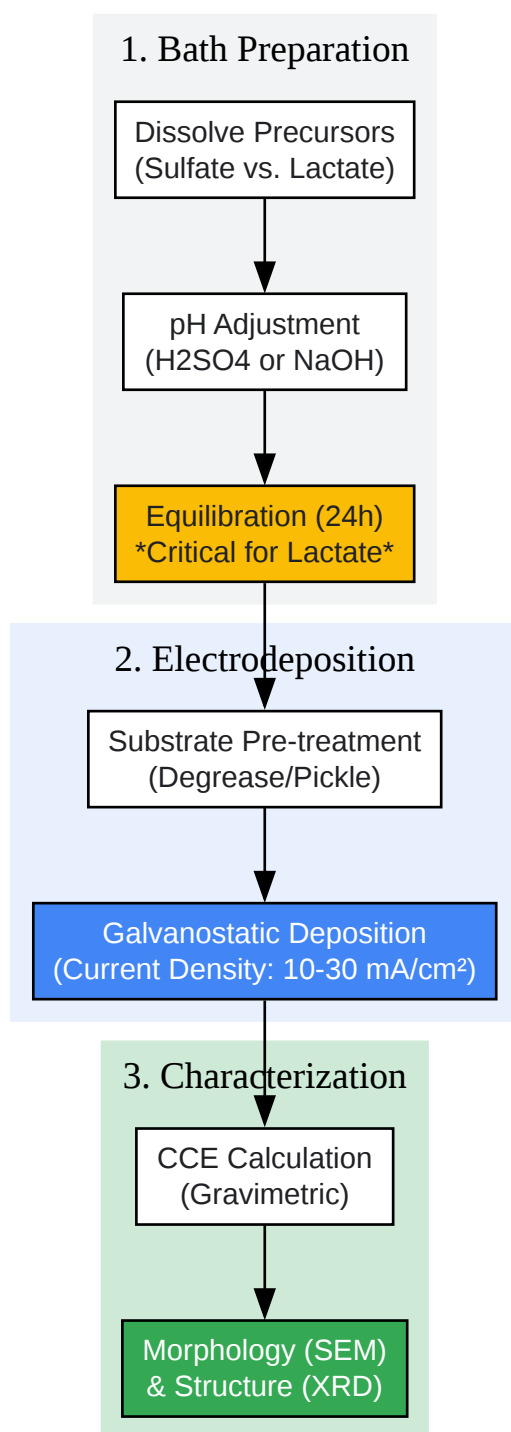 1. Bath Preparation
Dissolve Precursors
(Sulfate vs. Lactate)
pH Adjustment
(H2SO4 or NaOH)
Equilibration (24h)
*Critical for Lactate*
2. Electrodeposition
Substrate Pre-treatment
(Degrease/Pickle)
Galvanostatic Deposition
(Current Density: 10-30 mA/cm²)
3. Characterization
CCE Calculation
(Gravimetric)
Morphology (SEM)
& Structure (XRD)